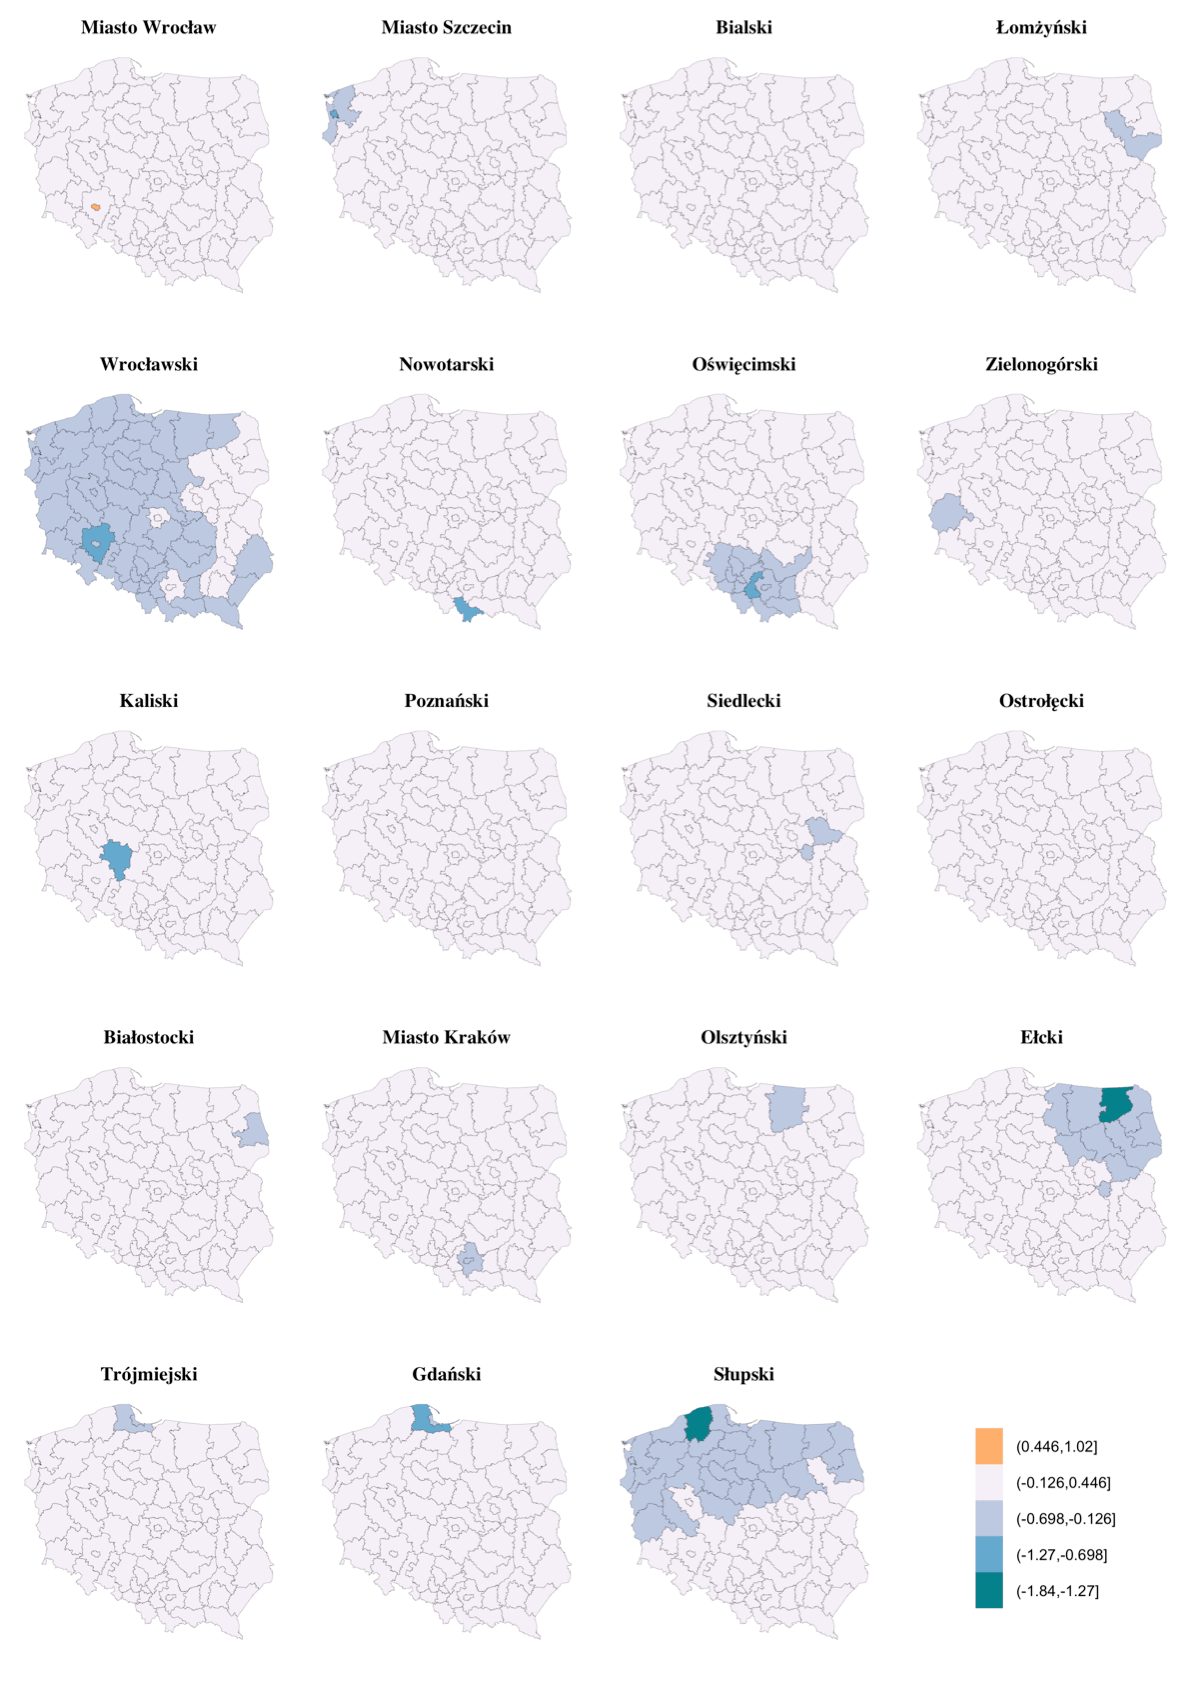 Miasto Wrocław
Miasto Szczecin
Bialski
Łomżyński
Wrocławski
Nowotarski
Oświęcimski
Zielonogórski
Kaliski
Poznański
Siedlecki
Ostrołęcki
Białostocki
Miasto Kraków
Olsztyński
Ełcki
Trójmiejski
Gdański
Słupski
(0.446,1.02]
(-0.126,0.446]
(-0.698,-0.126]
(-1.27,-0.698]
(-1.84,-1.27]